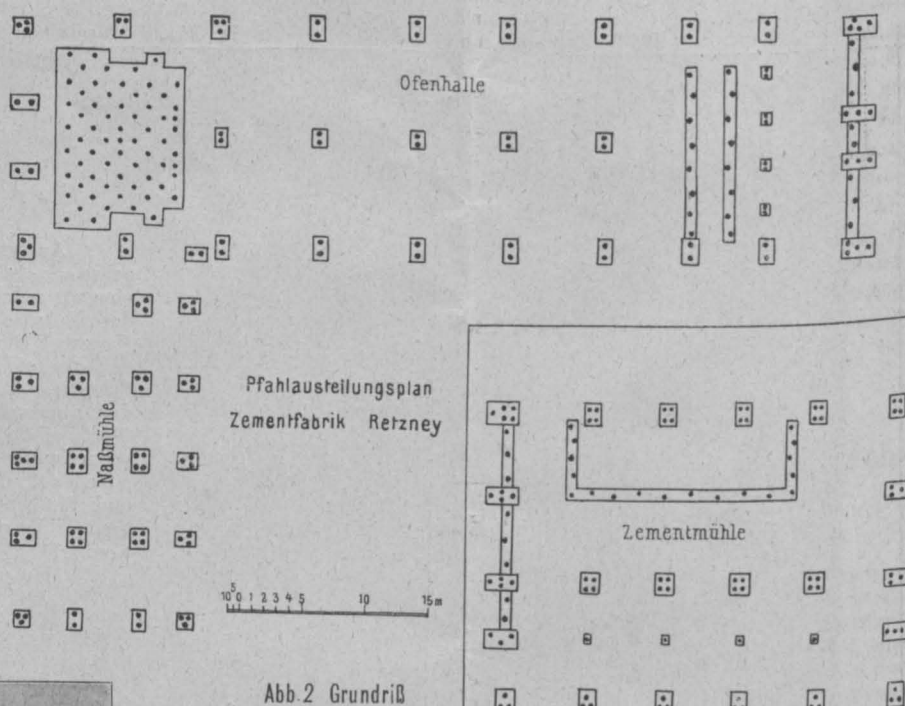 Ofenhalle
Pfahlausteilungsplan
Zementfabrik Retzney
Naßmühle
Zementmühle
10 5 0 1 2 3 4 5 10 15m
Abb.2 Grundriß